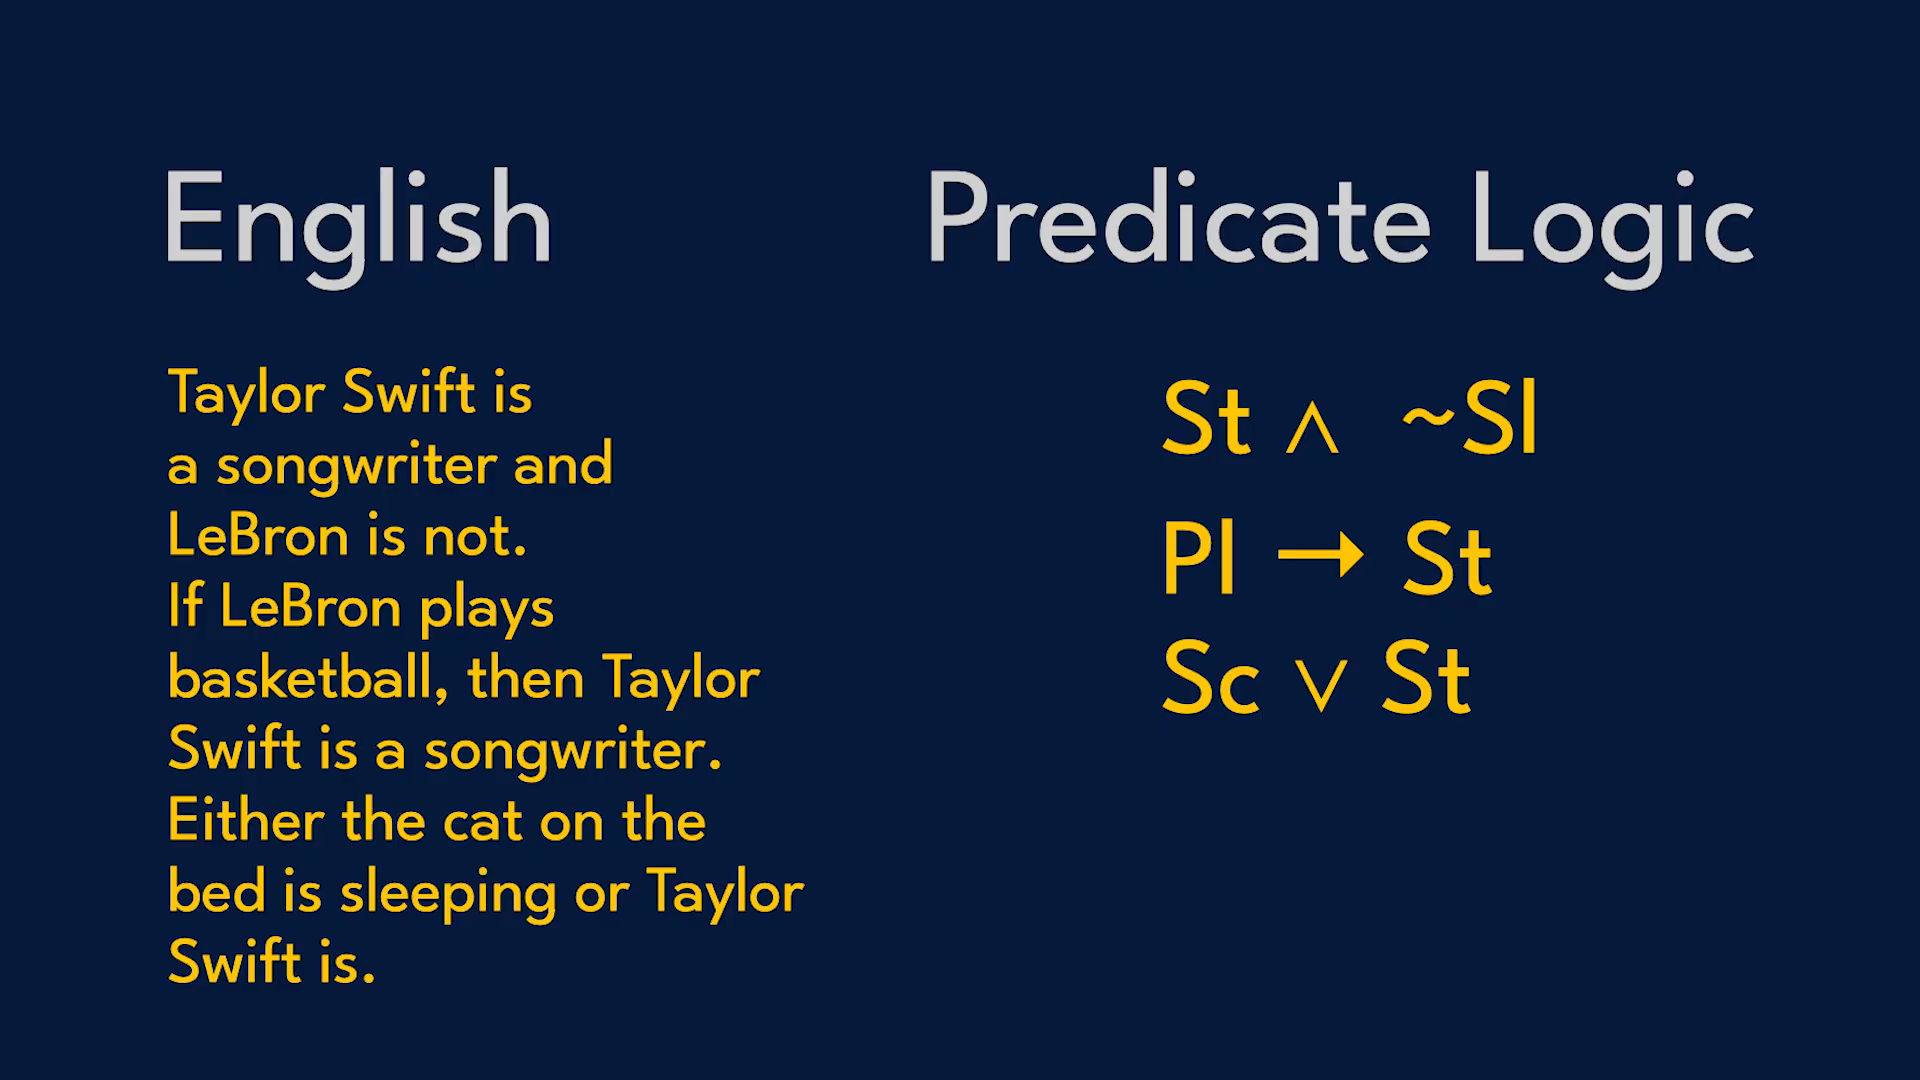 English
Taylor Swift is
a songwriter and
LeBron is not.
If LeBron plays
basketball, then Taylor
Swift is a songwriter.
Either the cat on the
bed is sleeping or Taylor
Swift is.
Predicate Logic
St ∧ ~Sl
Pl → St
Sc ∨ St